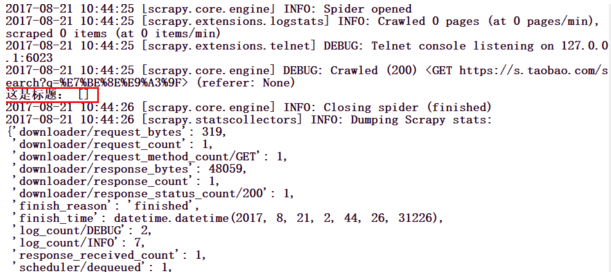 2017-08-21 10:44:25 [scrapy.core.engine] INFO: Spider opened
2017-08-21 10:44:25 [scrapy.extensions.logstats] INFO: Crawled 0 pages (at 0 pages/min),
scraped 0 items (at 0 items/min)
2017-08-21 10:44:25 [scrapy.extensions.telnet] DEBUG: Telnet console listening on 127.0.0
.1:6023
2017-08-21 10:44:25 [scrapy.core.engine] DEBUG: Crawled (200) <GET https://s.taobao.com/s
earch?q=%E7%BE%8E%E9%A3%9F> (referer: None)
这是标题： []
2017-08-21 10:44:26 [scrapy.core.engine] INFO: Closing spider (finished)
2017-08-21 10:44:26 [scrapy.statscollectors] INFO: Dumping Scrapy stats:
{'downloader/request_bytes': 319,
'downloader/request_count': 1,
'downloader/request_method_count/GET': 1,
'downloader/response_bytes': 48059,
'downloader/response_count': 1,
'downloader/response_status_count/200': 1,
'finish_reason': 'finished',
'finish_time': datetime.datetime(2017, 8, 21, 2, 44, 26, 31226),
'log_count/DEBUG': 2,
'log_count/INFO': 7,
'response_received_count': 1,
'scheduler/dequeued': 1,